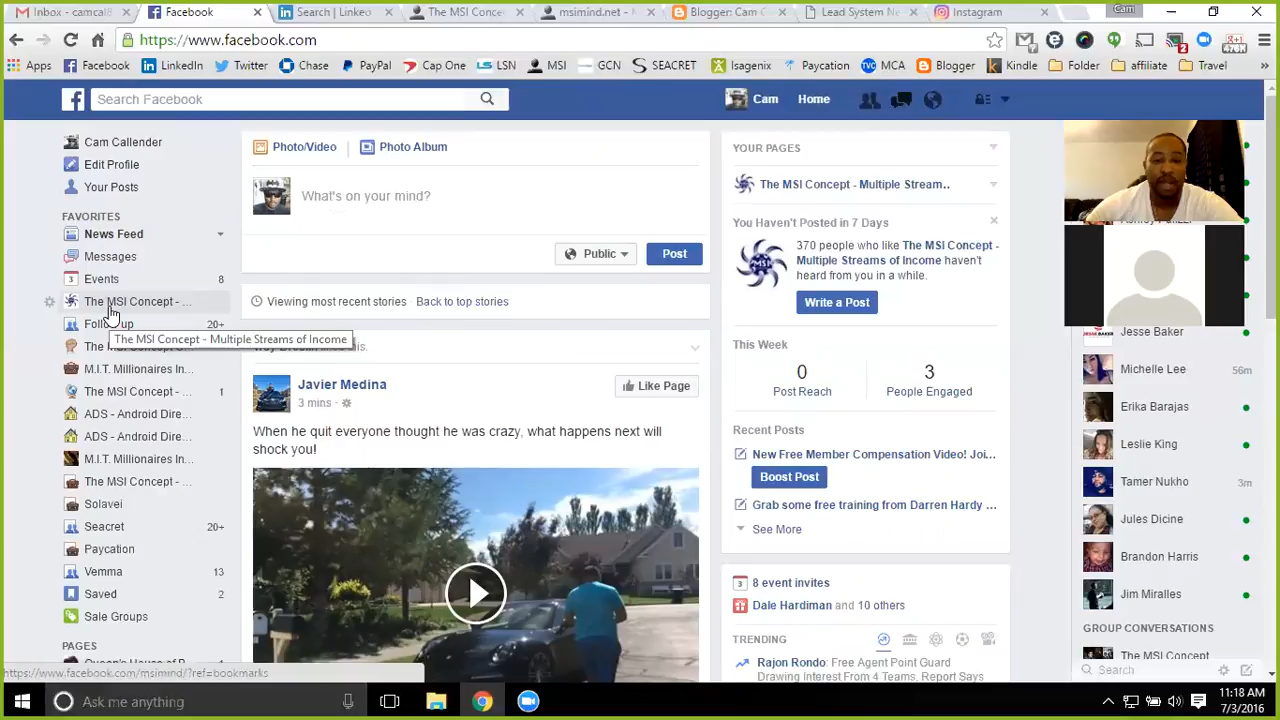 Inbox - camcal8
Facebook
Search | Linke
The MSI Conce
msimind.net -
Blogger: Cam C
Lead System Ne
Instagram
Cam
https://www.facebook.com
Apps
Facebook
LinkedIn
Twitter
Chase
PayPal
Cap One
LSN
MSI
GCN
SEACRET
Isagenix
Paycation
MCA
Blogger
Kindle
Folder
affiliate
Travel
Search Facebook
Cam
Home
Cam Callender
Edit Profile
Your Posts
FAVORITES
News Feed
Messages
Events 8
The MSI Concept - ...
20+
The MSI Concept - Multiple Streams of Income
M.I.T. Millionaires In...
The MSI Concept - ... 1
ADS - Android Dire...
ADS - Android Dire...
M.I.T. Millionaires In...
The MSI Concept - ...
Solavei
Seacret 20+
Paycation
Vemma 13
Saved 2
Sale Groups
PAGES
https://www.facebook.com/msimind/?ref=bookmarks
Photo/Video
Photo Album
What's on your mind?
Public
Post
Viewing most recent stories · Back to top stories
this.
Javier Medina
3 mins
Like Page
When he quit everyone thought he was crazy, what happens next will
shock you!
YOUR PAGES
The MSI Concept - Multiple Stream..
You Haven't Posted in 7 Days
370 people who like The MSI Concept -
Multiple Streams of Income haven't
heard from you in a while.
Write a Post
This Week
0
Post Reach
3
People Engaged
Recent Posts
New Free Member Compensation Video! Joi...
Boost Post
Grab some free training from Darren Hardy ...
See More
8 event invites
Dale Hardiman and 10 others
TRENDING
Rajon Rondo: Free Agent Point Guard
Drawing Interest From 4 Teams, Report Says
Jesse Baker
Michelle Lee 56m
Erika Barajas
Leslie King
Tamer Nukho 3m
Jules Dicine
Brandon Harris
Jim Miralles
GROUP CONVERSATIONS
The MSI Concept
Search
Ask me anything
11:18 AM
7/3/2016